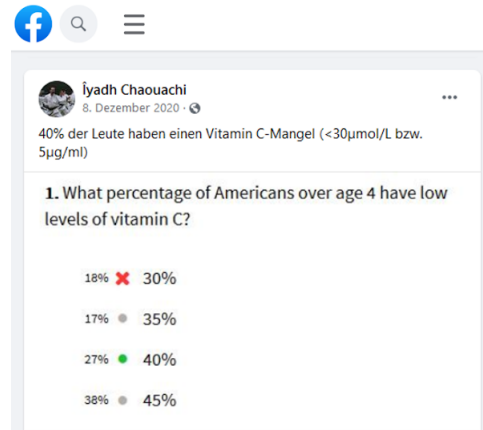 Îyadh Chaouachi
8. Dezember 2020 ·
40% der Leute haben einen Vitamin C-Mangel (<30µmol/L bzw.
5µg/ml)
1. What percentage of Americans over age 4 have low
levels of vitamin C?
18% 30%
17% 35%
27% 40%
38% 45%